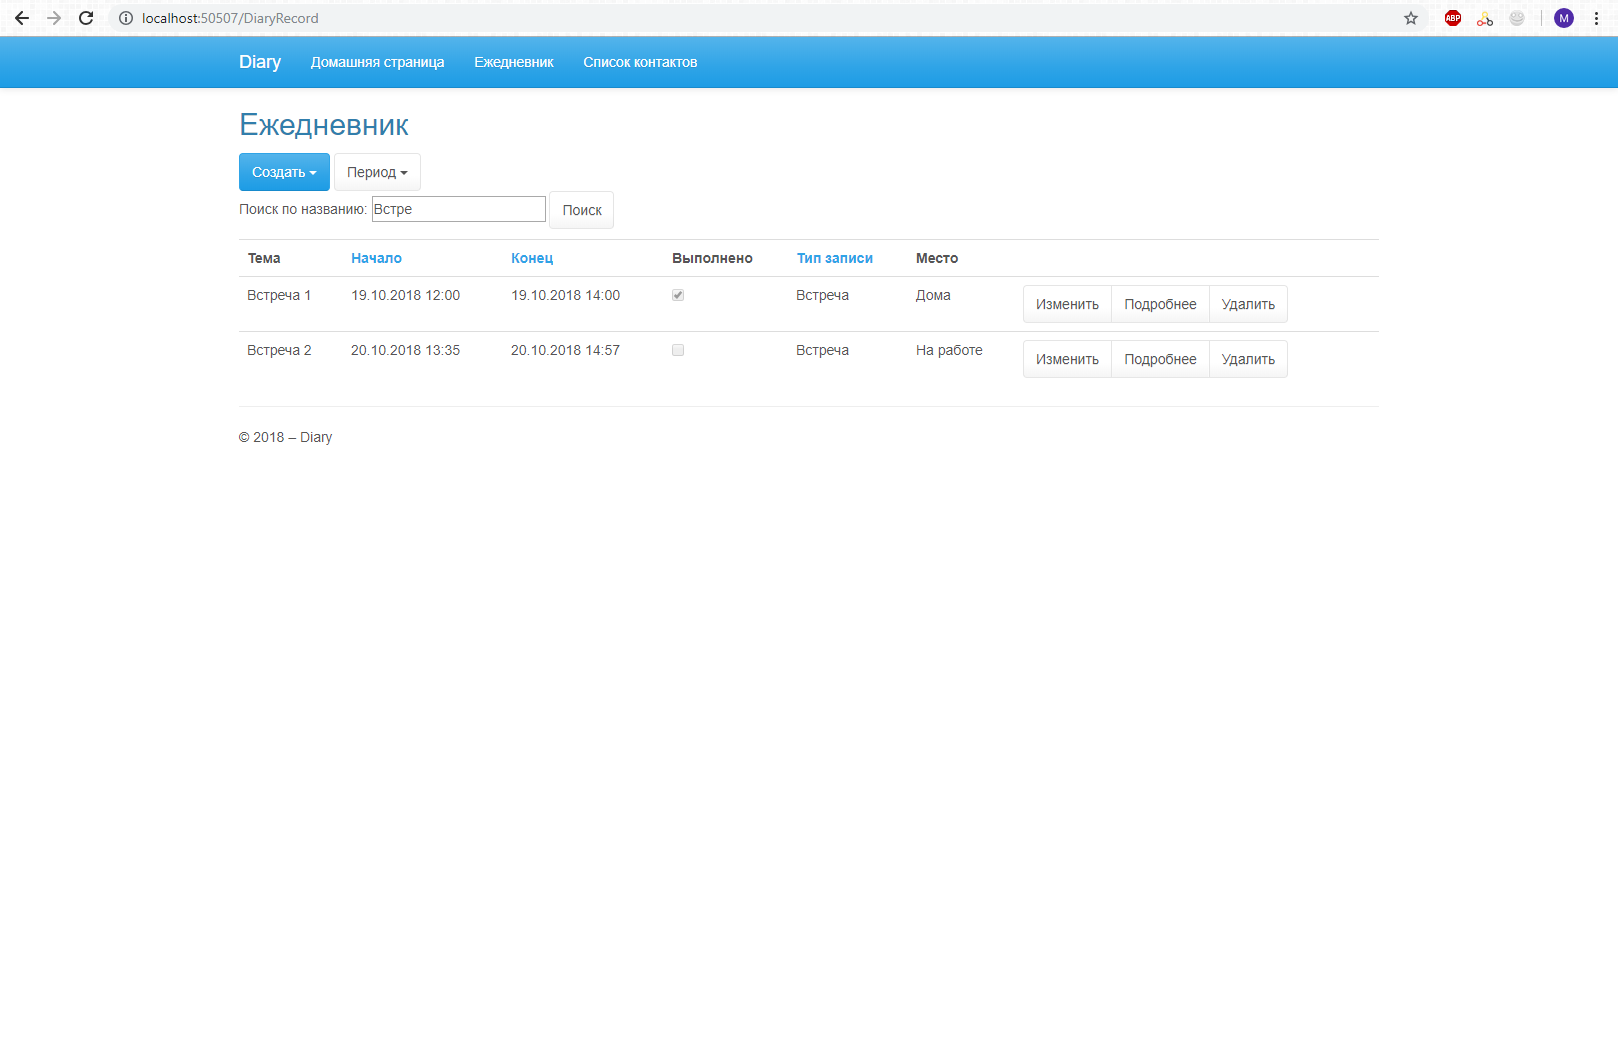 localhost:50507/DiaryRecord
ABP
M
Diary Домашняя страница Ежедневник Список контактов
Ежедневник
Создать Период
Поиск по названию: Встре Поиск
Тема Начало Конец Выполнено Тип записи Место
Встреча 1 19.10.2018 12:00 19.10.2018 14:00 Встреча Дома Изменить Подробнее Удалить
Встреча 2 20.10.2018 13:35 20.10.2018 14:57 Встреча На работе Изменить Подробнее Удалить
© 2018 – Diary